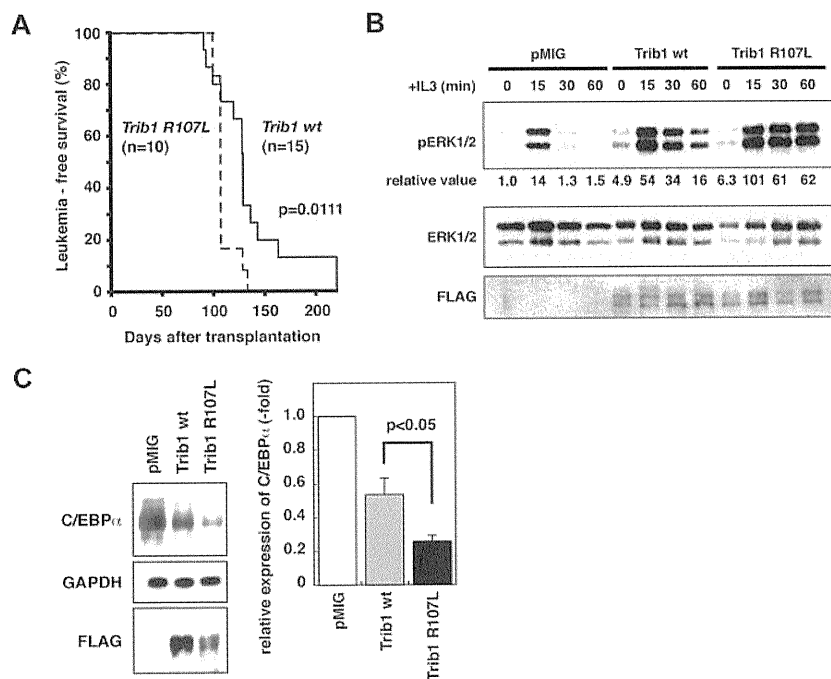 A
Leukemia - free survival (%)
100
80
60
40
20
0
Trib1 R107L
(n=10)
Trib1 wt
(n=15)
p=0.0111
0 50 100 150 200
Days after transplantation
B
pMIG Trib1 wt Trib1 R107L
+IL3 (min) 0 15 30 60 0 15 30 60 0 15 30 60
pERK1/2
relative value 1.0 14 1.3 1.5 4.9 54 34 16 6.3 101 61 62
ERK1/2
FLAG
C
pMIG
Trib1 wt
Trib1 R107L
C/EBPα
GAPDH
FLAG
relative expression of C/EBPα (-fold)
1.0
0.8
0.6
0.4
0.2
0
p<0.05
pMIG
Trib1 wt
Trib1 R107L